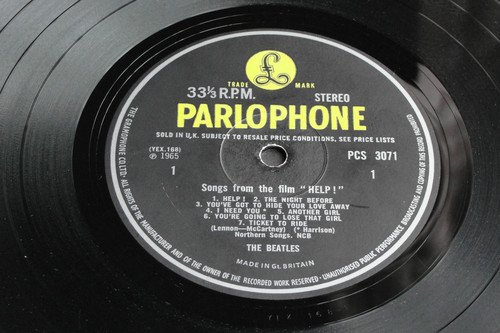 TRADE MARK
£
33⅓ R.P.M. STEREO
PARLOPHONE
SOLD IN U.K. SUBJECT TO RESALE PRICE CONDITIONS, SEE PRICE LISTS
(YEX.168) PCS 3071
℗ 1965
1 1
Songs from the film "HELP!"
1. HELP! 2. THE NIGHT BEFORE
3. YOU'VE GOT TO HIDE YOUR LOVE AWAY
4. I NEED YOU * 5. ANOTHER GIRL
6. YOU'RE GOING TO LOSE THAT GIRL
7. TICKET TO RIDE
(Lennon—McCartney) (* Harrison)
Northern Songs. NCB
THE BEATLES
MADE IN Gt. BRITAIN
THE GRAMOPHONE CO. LTD. ALL RIGHTS OF THE MANUFACTURER AND OF THE OWNER OF THE RECORDED WORK RESERVED. UNAUTHORISED PUBLIC PERFORMANCE, BROADCASTING AND COPYING OF THIS RECORD PROHIBITED
YEX 168